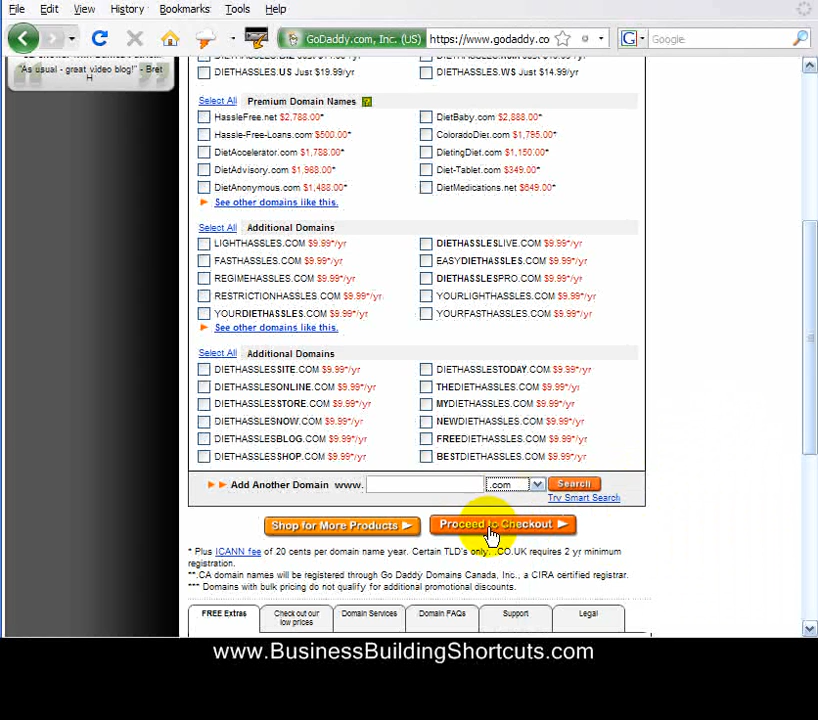 File Edit View History Bookmarks Tools Help
GoDaddy.com, Inc. (US) https://www.godaddy.co Google
"As usual - great video blog!" - Bret H
DIETHASSLES.US Just $19.99/yr DIETHASSLES.WS Just $14.99/yr
Select All Premium Domain Names ?
HassleFree.net $2,788.00* DietBaby.com $2,888.00*
Hassle-Free-Loans.com $500.00* ColoradoDiet.com $1,795.00*
DietAccelerator.com $1,788.00* DietingDiet.com $1,150.00*
DietAdvisory.com $1,988.00* Diet-Tablet.com $349.00*
DietAnonymous.com $1,488.00* DietMedications.net $649.00*
See other domains like this.
Select All Additional Domains
LIGHTHASSLES.COM $9.99*/yr DIETHASSLESLIVE.COM $9.99*/yr
FASTHASSLES.COM $9.99*/yr EASYDIETHASSLES.COM $9.99*/yr
REGIMEHASSLES.COM $9.99*/yr DIETHASSLESPRO.COM $9.99*/yr
RESTRICTIONHASSLES.COM $9.99*/yr YOURLIGHTHASSLES.COM $9.99*/yr
YOURDIETHASSLES.COM $9.99*/yr YOURFASTHASSLES.COM $9.99*/yr
See other domains like this.
Select All Additional Domains
DIETHASSLESSITE.COM $9.99*/yr DIETHASSLESTODAY.COM $9.99*/yr
DIETHASSLESONLINE.COM $9.99*/yr THEDIETHASSLES.COM $9.99*/yr
DIETHASSLESSTORE.COM $9.99*/yr MYDIETHASSLES.COM $9.99*/yr
DIETHASSLESNOW.COM $9.99*/yr NEWDIETHASSLES.COM $9.99*/yr
DIETHASSLESBLOG.COM $9.99*/yr FREEDIETHASSLES.COM $9.99*/yr
DIETHASSLESSHOP.COM $9.99*/yr BESTDIETHASSLES.COM $9.99*/yr
Add Another Domain www. .com Search
Try Smart Search
Shop for More Products Proceed to Checkout
* Plus ICANN fee of 20 cents per domain name year. Certain TLD's only. .CO.UK requires 2 yr minimum
registration.
**.CA domain names will be registered through Go Daddy Domains Canada, Inc., a CIRA certified registrar.
*** Domains with bulk pricing do not qualify for additional promotional discounts.
FREE Extras Check out our low prices Domain Services Domain FAQs Support Legal
www.BusinessBuildingShortcuts.com